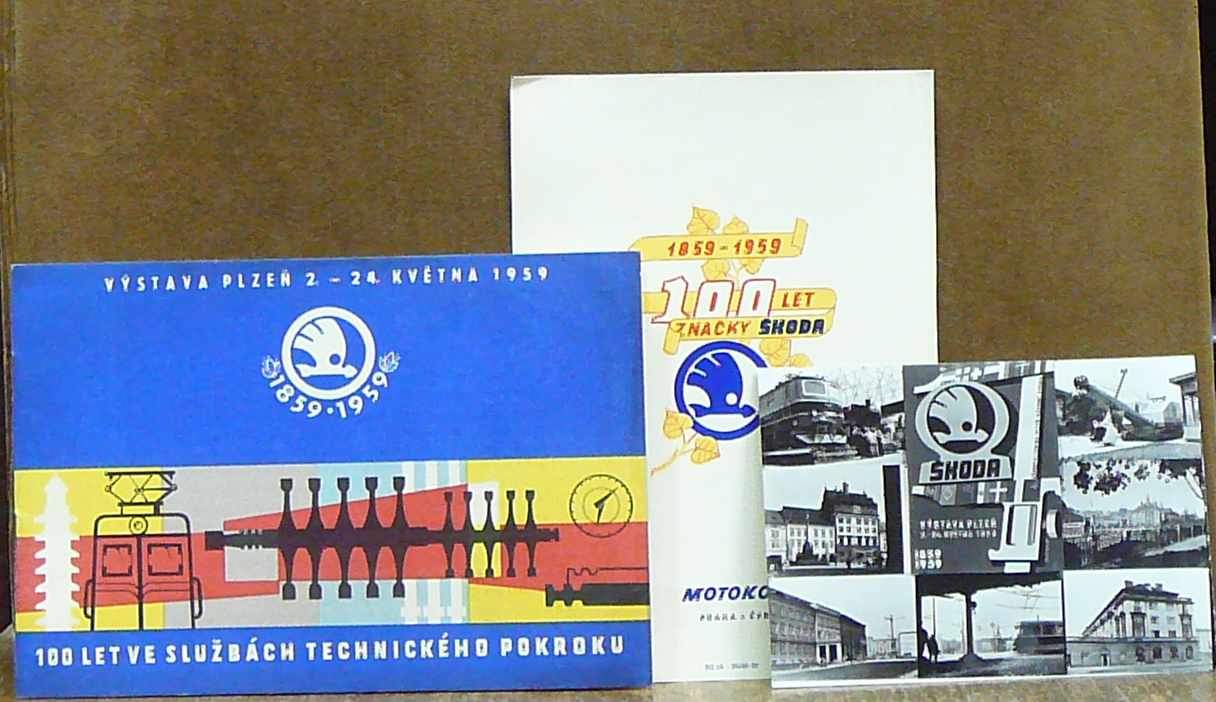 VÝSTAVA PLZEŇ 2 - 24. KVĚTNA 1959
1859 · 1959
100 LET VE SLUŽBÁCH TECHNICKÉHO POKROKU
1859 - 1959
100 LET
ZNAČKY ŠKODA
MOTOKO
PRAHA
ŠKODA
VÝSTAVA PLZEŇ
1859
1959